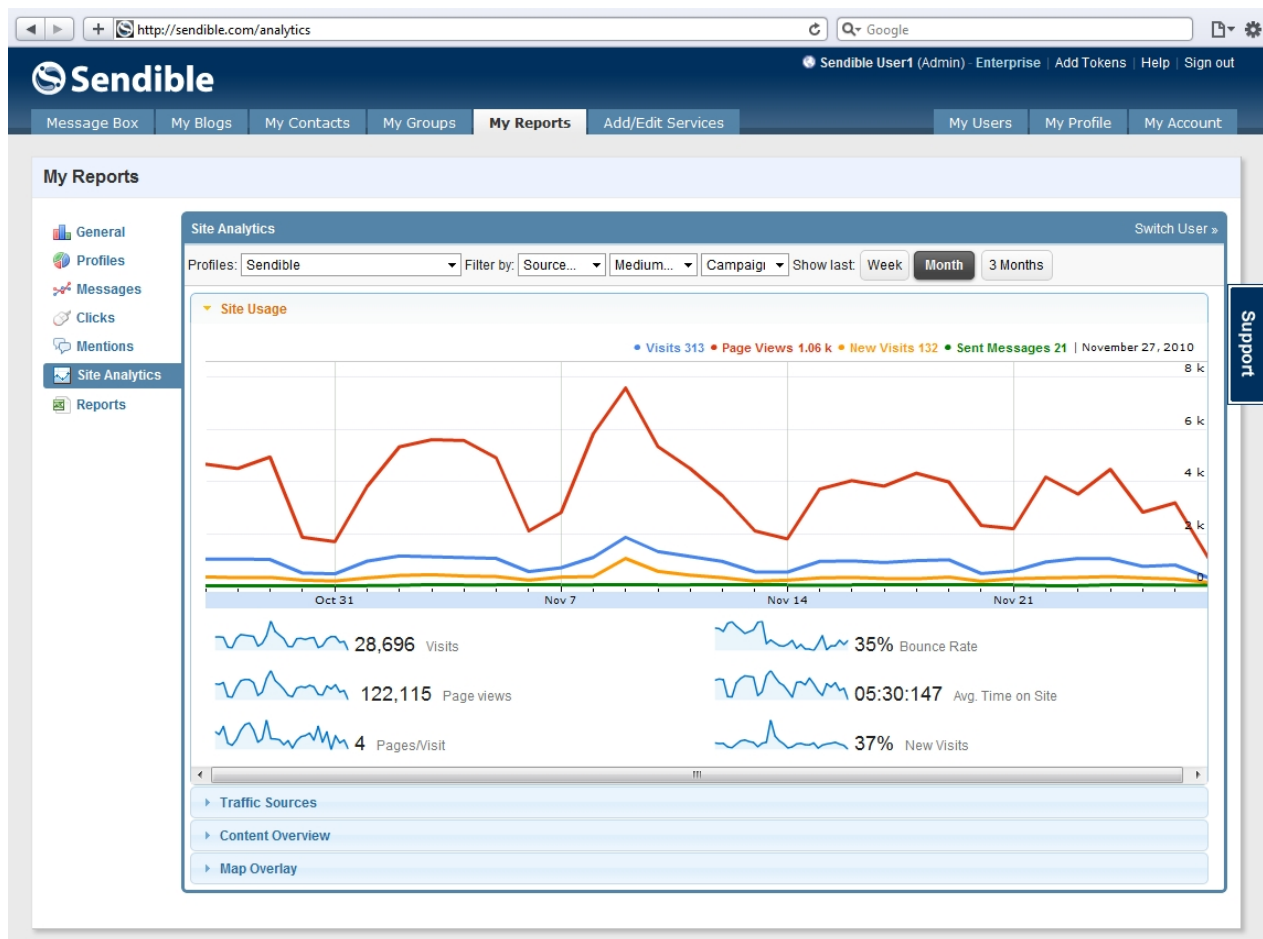 http://sendible.com/analytics
Google
Sendible
Sendible User1 (Admin) - Enterprise | Add Tokens | Help | Sign out
Message Box My Blogs My Contacts My Groups My Reports Add/Edit Services My Users My Profile My Account
My Reports
General
Profiles
Messages
Clicks
Mentions
Site Analytics
Reports
Site Analytics Switch User »
Profiles: Sendible Filter by: Source... Medium... Campaign Show last: Week Month 3 Months
Site Usage
• Visits 313 • Page Views 1.06 k • New Visits 132 • Sent Messages 21 | November 27, 2010
8 k
6 k
4 k
2 k
0
Oct 31 Nov 7 Nov 14 Nov 21
28,696 Visits 35% Bounce Rate
122,115 Page views 05:30:147 Avg. Time on Site
4 Pages/Visit 37% New Visits
Traffic Sources
Content Overview
Map Overlay
Support